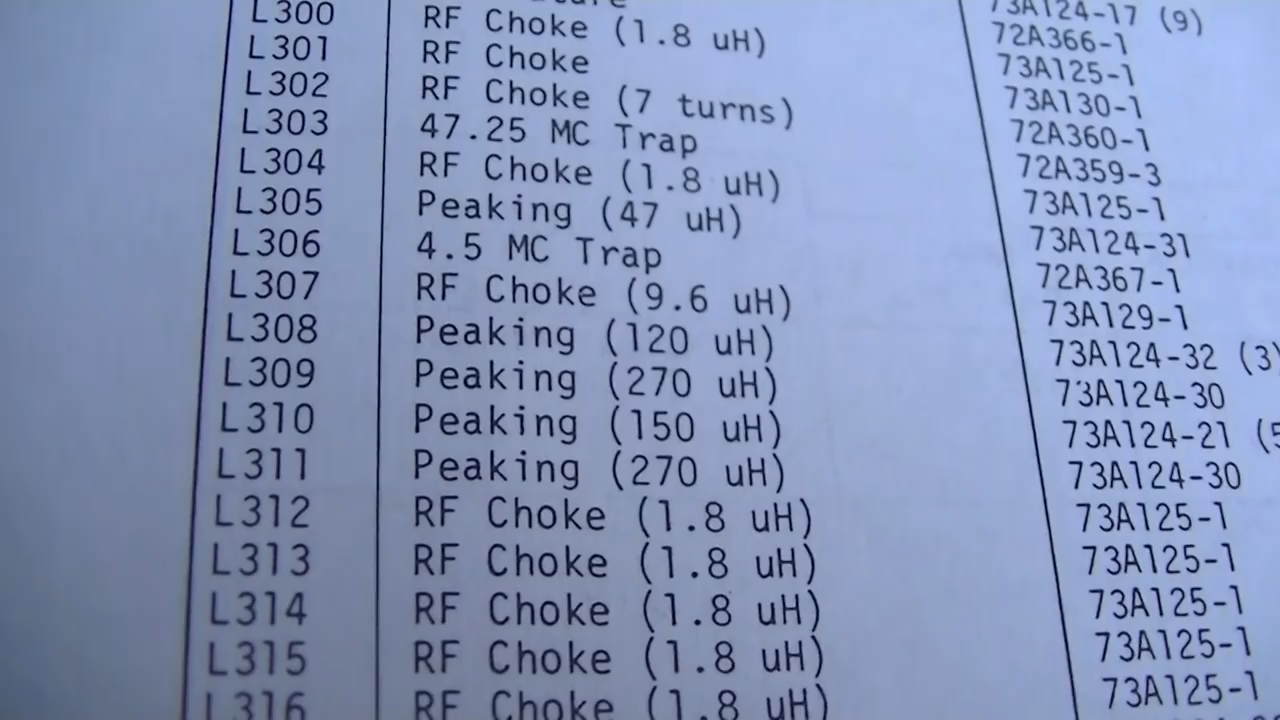 73A124-17 (9)
72A366-1
L300 RF Choke (1.8 uH) 73A125-1
L301 RF Choke 73A130-1
L302 RF Choke (7 turns) 72A360-1
L303 47.25 MC Trap 72A359-3
L304 RF Choke (1.8 uH) 73A125-1
L305 Peaking (47 uH) 73A124-31
L306 4.5 MC Trap 72A367-1
L307 RF Choke (9.6 uH) 73A129-1
L308 Peaking (120 uH) 73A124-32 (3)
L309 Peaking (270 uH) 73A124-30
L310 Peaking (150 uH) 73A124-21 (5
L311 Peaking (270 uH) 73A124-30
L312 RF Choke (1.8 uH) 73A125-1
L313 RF Choke (1.8 uH) 73A125-1
L314 RF Choke (1.8 uH) 73A125-1
L315 RF Choke (1.8 uH) 73A125-1
L316 RF Choke (1.8 uH) 73A125-1